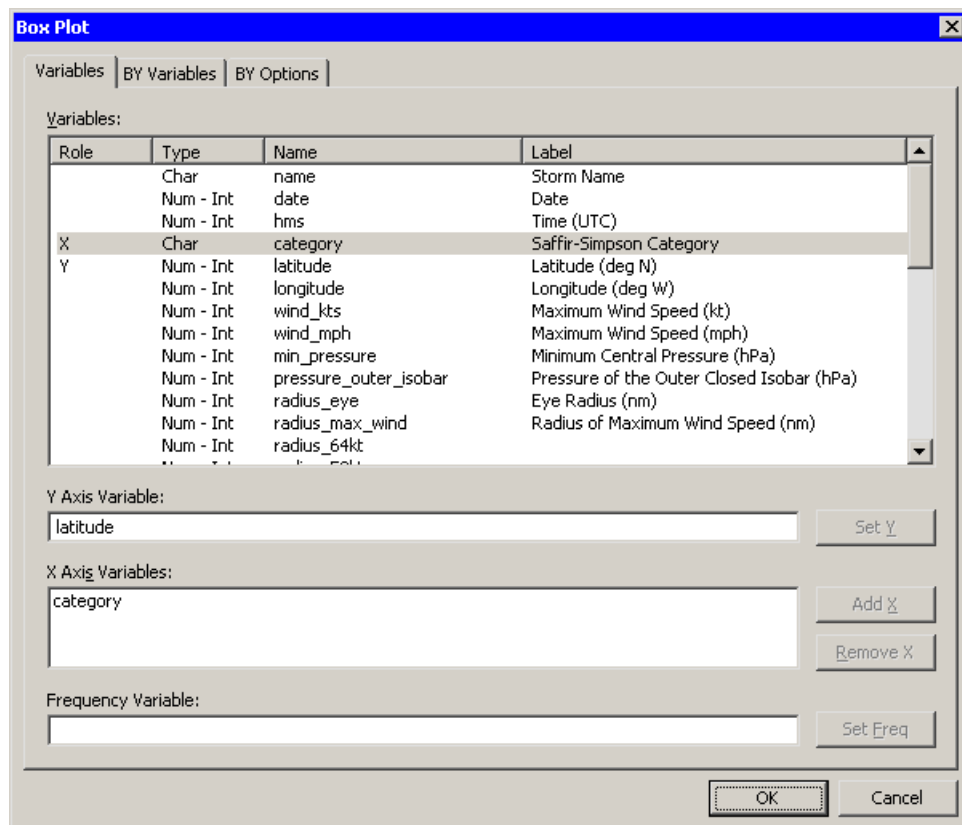 Box Plot
Variables BY Variables BY Options
Variables:
Role Type Name Label
Char name Storm Name
Num - Int date Date
Num - Int hms Time (UTC)
X Char category Saffir-Simpson Category
Y Num - Int latitude Latitude (deg N)
Num - Int longitude Longitude (deg W)
Num - Int wind_kts Maximum Wind Speed (kt)
Num - Int wind_mph Maximum Wind Speed (mph)
Num - Int min_pressure Minimum Central Pressure (hPa)
Num - Int pressure_outer_isobar Pressure of the Outer Closed Isobar (hPa)
Num - Int radius_eye Eye Radius (nm)
Num - Int radius_max_wind Radius of Maximum Wind Speed (nm)
Num - Int radius_64kt
Y Axis Variable:
latitude Set Y
X Axis Variables:
category Add X
Remove X
Frequency Variable:
Set Freq
OK Cancel